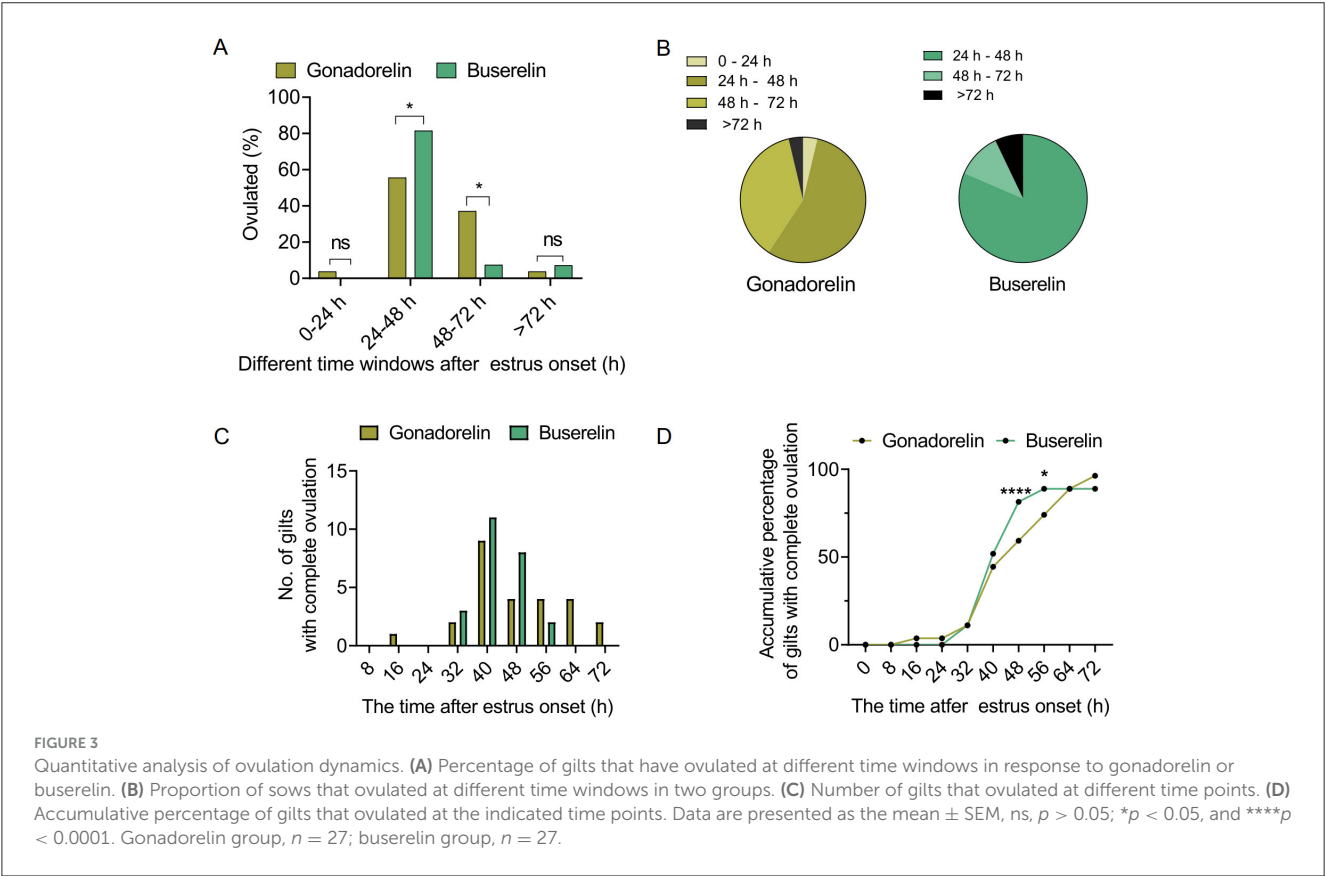 A
Gonadorelin Buserelin
Ovulated (%)
100
80
60
40
20
0
ns
*
*
ns
0-24 h
24-48 h
48-72 h
>72 h
Different time windows after estrus onset (h)
B
0 - 24 h
24 h - 48 h
48 h - 72 h
>72 h
24 h - 48 h
48 h - 72 h
>72 h
Gonadorelin
Buserelin
C
Gonadorelin Buserelin
No. of gilts
with complete ovulation
15
10
5
0
8 16 24 32 40 48 56 64 72
The time after estrus onset (h)
D
Gonadorelin Buserelin
Accumulative percentage
of gilts with complete ovulation
100
50
0
****
*
0 8 16 24 32 40 48 56 64 72
The time atfer estrus onset (h)
FIGURE 3
Quantitative analysis of ovulation dynamics. (A) Percentage of gilts that have ovulated at different time windows in response to gonadorelin or
buserelin. (B) Proportion of sows that ovulated at different time windows in two groups. (C) Number of gilts that ovulated at different time points. (D)
Accumulative percentage of gilts that ovulated at the indicated time points. Data are presented as the mean ± SEM, ns, p > 0.05; *p < 0.05, and ****p
< 0.0001. Gonadorelin group, n = 27; buserelin group, n = 27.